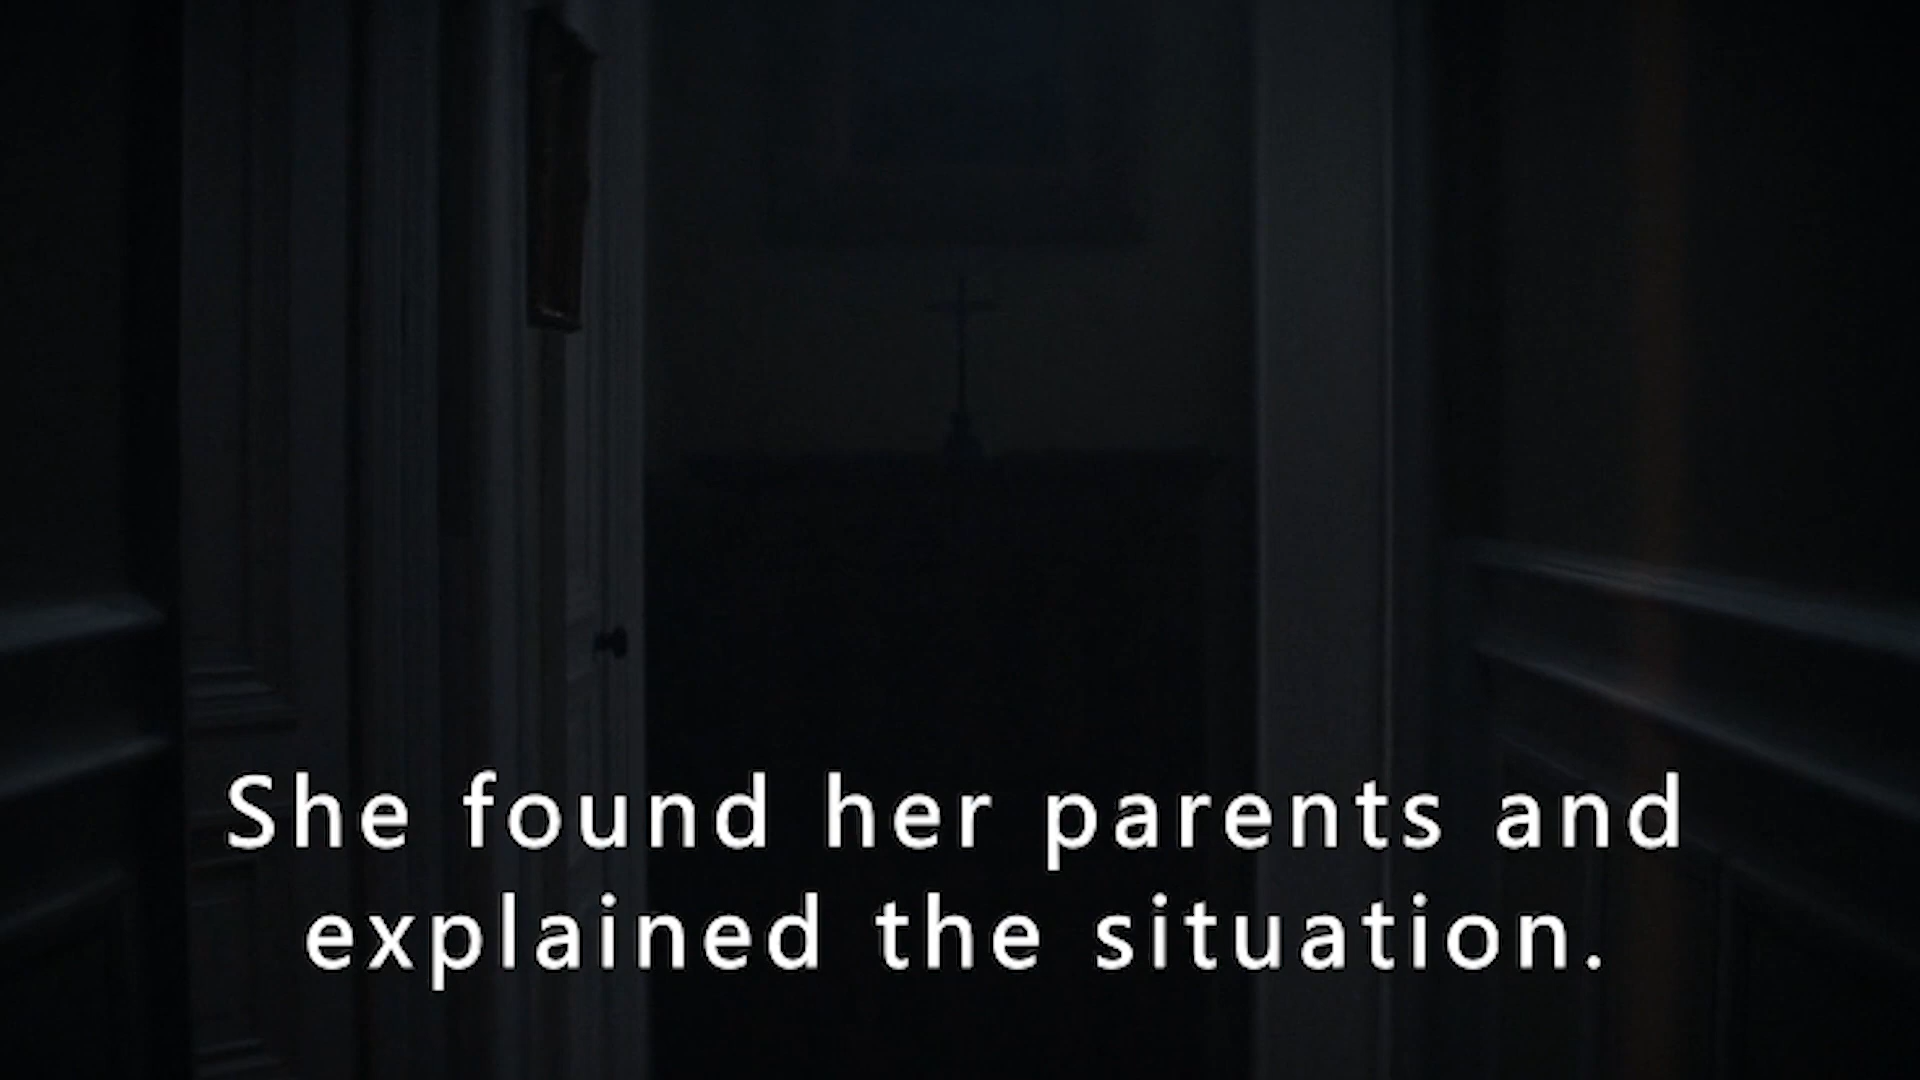 She found her parents and
explained the situation.